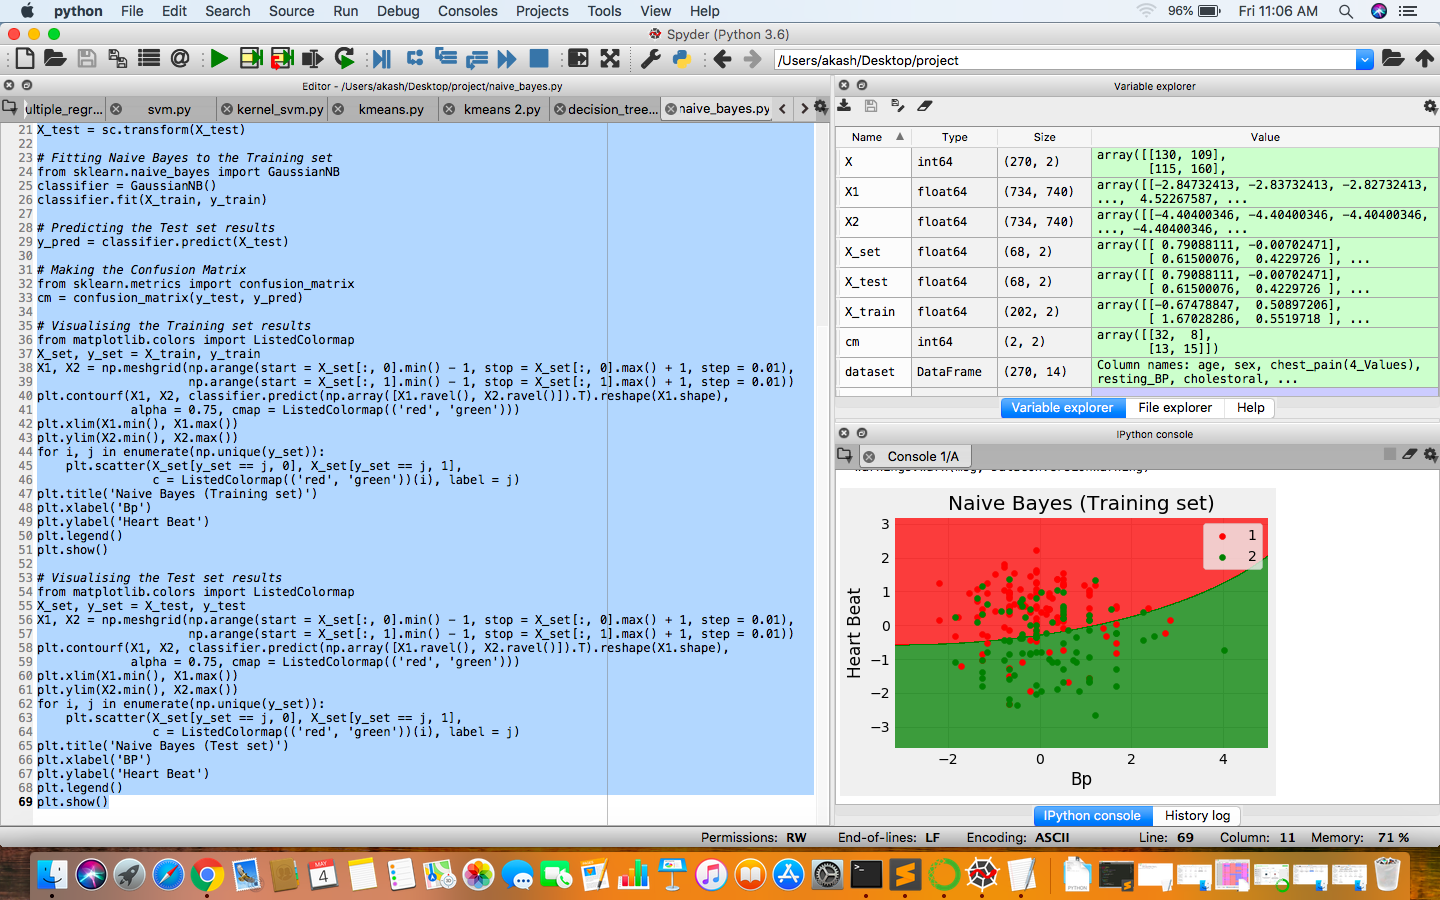 python File Edit Search Source Run Debug Consoles Projects Tools View Help 96% Fri 11:06 AM
Spyder (Python 3.6)
/Users/akash/Desktop/project
Editor - /Users/akash/Desktop/project/naive_bayes.py
ultiple_regr... svm.py kernel_svm.py kmeans.py kmeans 2.py decision_tree... naive_bayes.py
21 X_test = sc.transform(X_test)
22
23 # Fitting Naive Bayes to the Training set
24 from sklearn.naive_bayes import GaussianNB
25 classifier = GaussianNB()
26 classifier.fit(X_train, y_train)
27
28 # Predicting the Test set results
29 y_pred = classifier.predict(X_test)
30
31 # Making the Confusion Matrix
32 from sklearn.metrics import confusion_matrix
33 cm = confusion_matrix(y_test, y_pred)
34
35 # Visualising the Training set results
36 from matplotlib.colors import ListedColormap
37 X_set, y_set = X_train, y_train
38 X1, X2 = np.meshgrid(np.arange(start = X_set[:, 0].min() - 1, stop = X_set[:, 0].max() + 1, step = 0.01),
39 np.arange(start = X_set[:, 1].min() - 1, stop = X_set[:, 1].max() + 1, step = 0.01))
40 plt.contourf(X1, X2, classifier.predict(np.array([X1.ravel(), X2.ravel()]).T).reshape(X1.shape),
41 alpha = 0.75, cmap = ListedColormap(('red', 'green')))
42 plt.xlim(X1.min(), X1.max())
43 plt.ylim(X2.min(), X2.max())
44 for i, j in enumerate(np.unique(y_set)):
45 plt.scatter(X_set[y_set == j, 0], X_set[y_set == j, 1],
46 c = ListedColormap(('red', 'green'))(i), label = j)
47 plt.title('Naive Bayes (Training set)')
48 plt.xlabel('Bp')
49 plt.ylabel('Heart Beat')
50 plt.legend()
51 plt.show()
52
53 # Visualising the Test set results
54 from matplotlib.colors import ListedColormap
55 X_set, y_set = X_test, y_test
56 X1, X2 = np.meshgrid(np.arange(start = X_set[:, 0].min() - 1, stop = X_set[:, 0].max() + 1, step = 0.01),
57 np.arange(start = X_set[:, 1].min() - 1, stop = X_set[:, 1].max() + 1, step = 0.01))
58 plt.contourf(X1, X2, classifier.predict(np.array([X1.ravel(), X2.ravel()]).T).reshape(X1.shape),
59 alpha = 0.75, cmap = ListedColormap(('red', 'green')))
60 plt.xlim(X1.min(), X1.max())
61 plt.ylim(X2.min(), X2.max())
62 for i, j in enumerate(np.unique(y_set)):
63 plt.scatter(X_set[y_set == j, 0], X_set[y_set == j, 1],
64 c = ListedColormap(('red', 'green'))(i), label = j)
65 plt.title('Naive Bayes (Test set)')
66 plt.xlabel('BP')
67 plt.ylabel('Heart Beat')
68 plt.legend()
69 plt.show()
Variable explorer
Name Type Size Value
X int64 (270, 2) array([[130, 109],
[115, 160],
X1 float64 (734, 740) array([[-2.84732413, -2.83732413, -2.82732413,
..., 4.52267587, ...
X2 float64 (734, 740) array([[-4.40400346, -4.40400346, -4.40400346,
..., -4.40400346, ...
X_set float64 (68, 2) array([[ 0.79088111, -0.00702471],
[ 0.61500076, 0.4229726 ], ...
X_test float64 (68, 2) array([[ 0.79088111, -0.00702471],
[ 0.61500076, 0.4229726 ], ...
X_train float64 (202, 2) array([[-0.67478847, 0.50897206],
[ 1.67028286, 0.5519718 ], ...
cm int64 (2, 2) array([[32, 8],
[13, 15]])
dataset DataFrame (270, 14) Column names: age, sex, chest_pain(4_Values),
resting_BP, cholestoral, ...
Variable explorer File explorer Help
IPython console
Console 1/A
Naive Bayes (Training set)
3
2
1
0
−1
−2
−3
Heart Beat
1
2
−2 0 2 4
Bp
IPython console History log
Permissions: RW End-of-lines: LF Encoding: ASCII Line: 69 Column: 11 Memory: 71 %
MAY
4
PYTHON